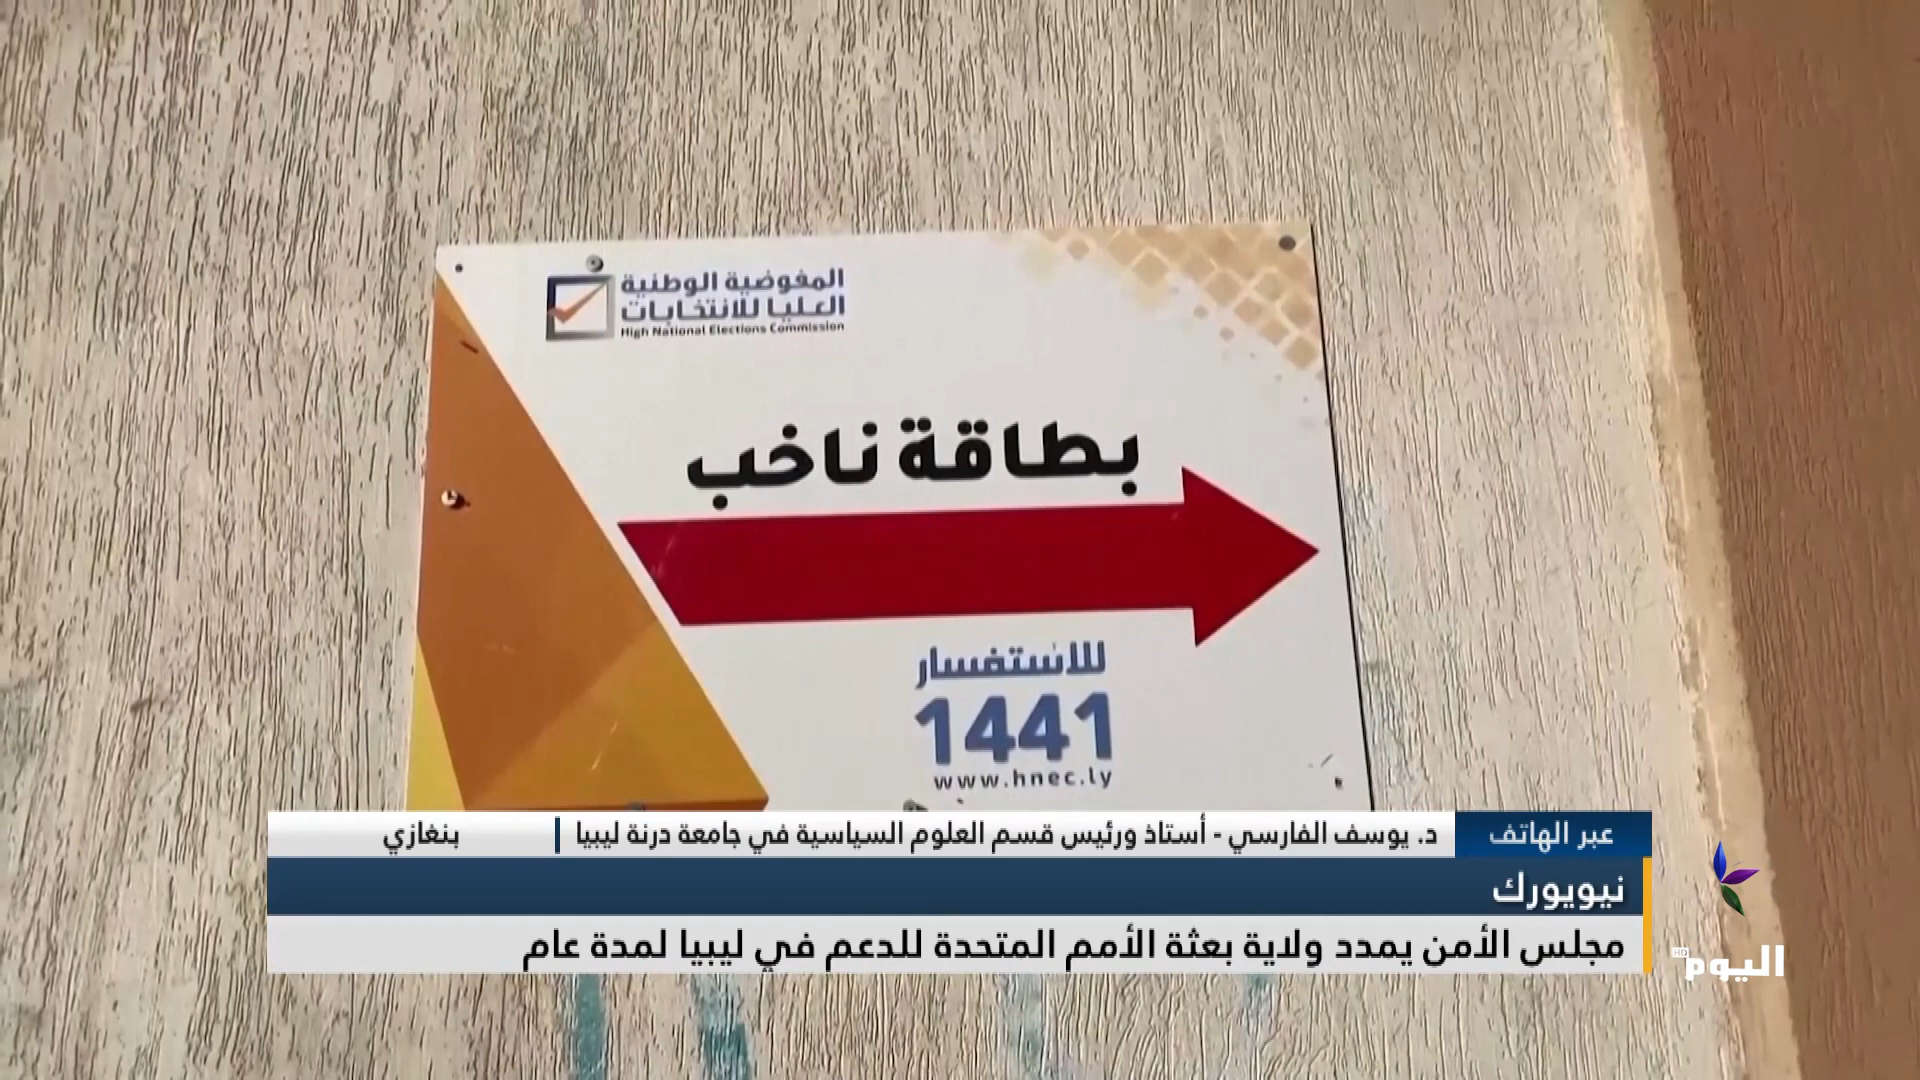 المفوضية الوطنية
العليا للانتخابات
High National Elections Commission
بطاقة ناخب
للاستفسار
1441
www.hnec.ly
عبر الهاتف
د. يوسف الفارسي - أستاذ ورئيس قسم العلوم السياسية في جامعة درنة ليبيا
بنغازي
نيويورك
مجلس الأمن يمدد ولاية بعثة الأمم المتحدة للدعم في ليبيا لمدة عام
اليوم HD